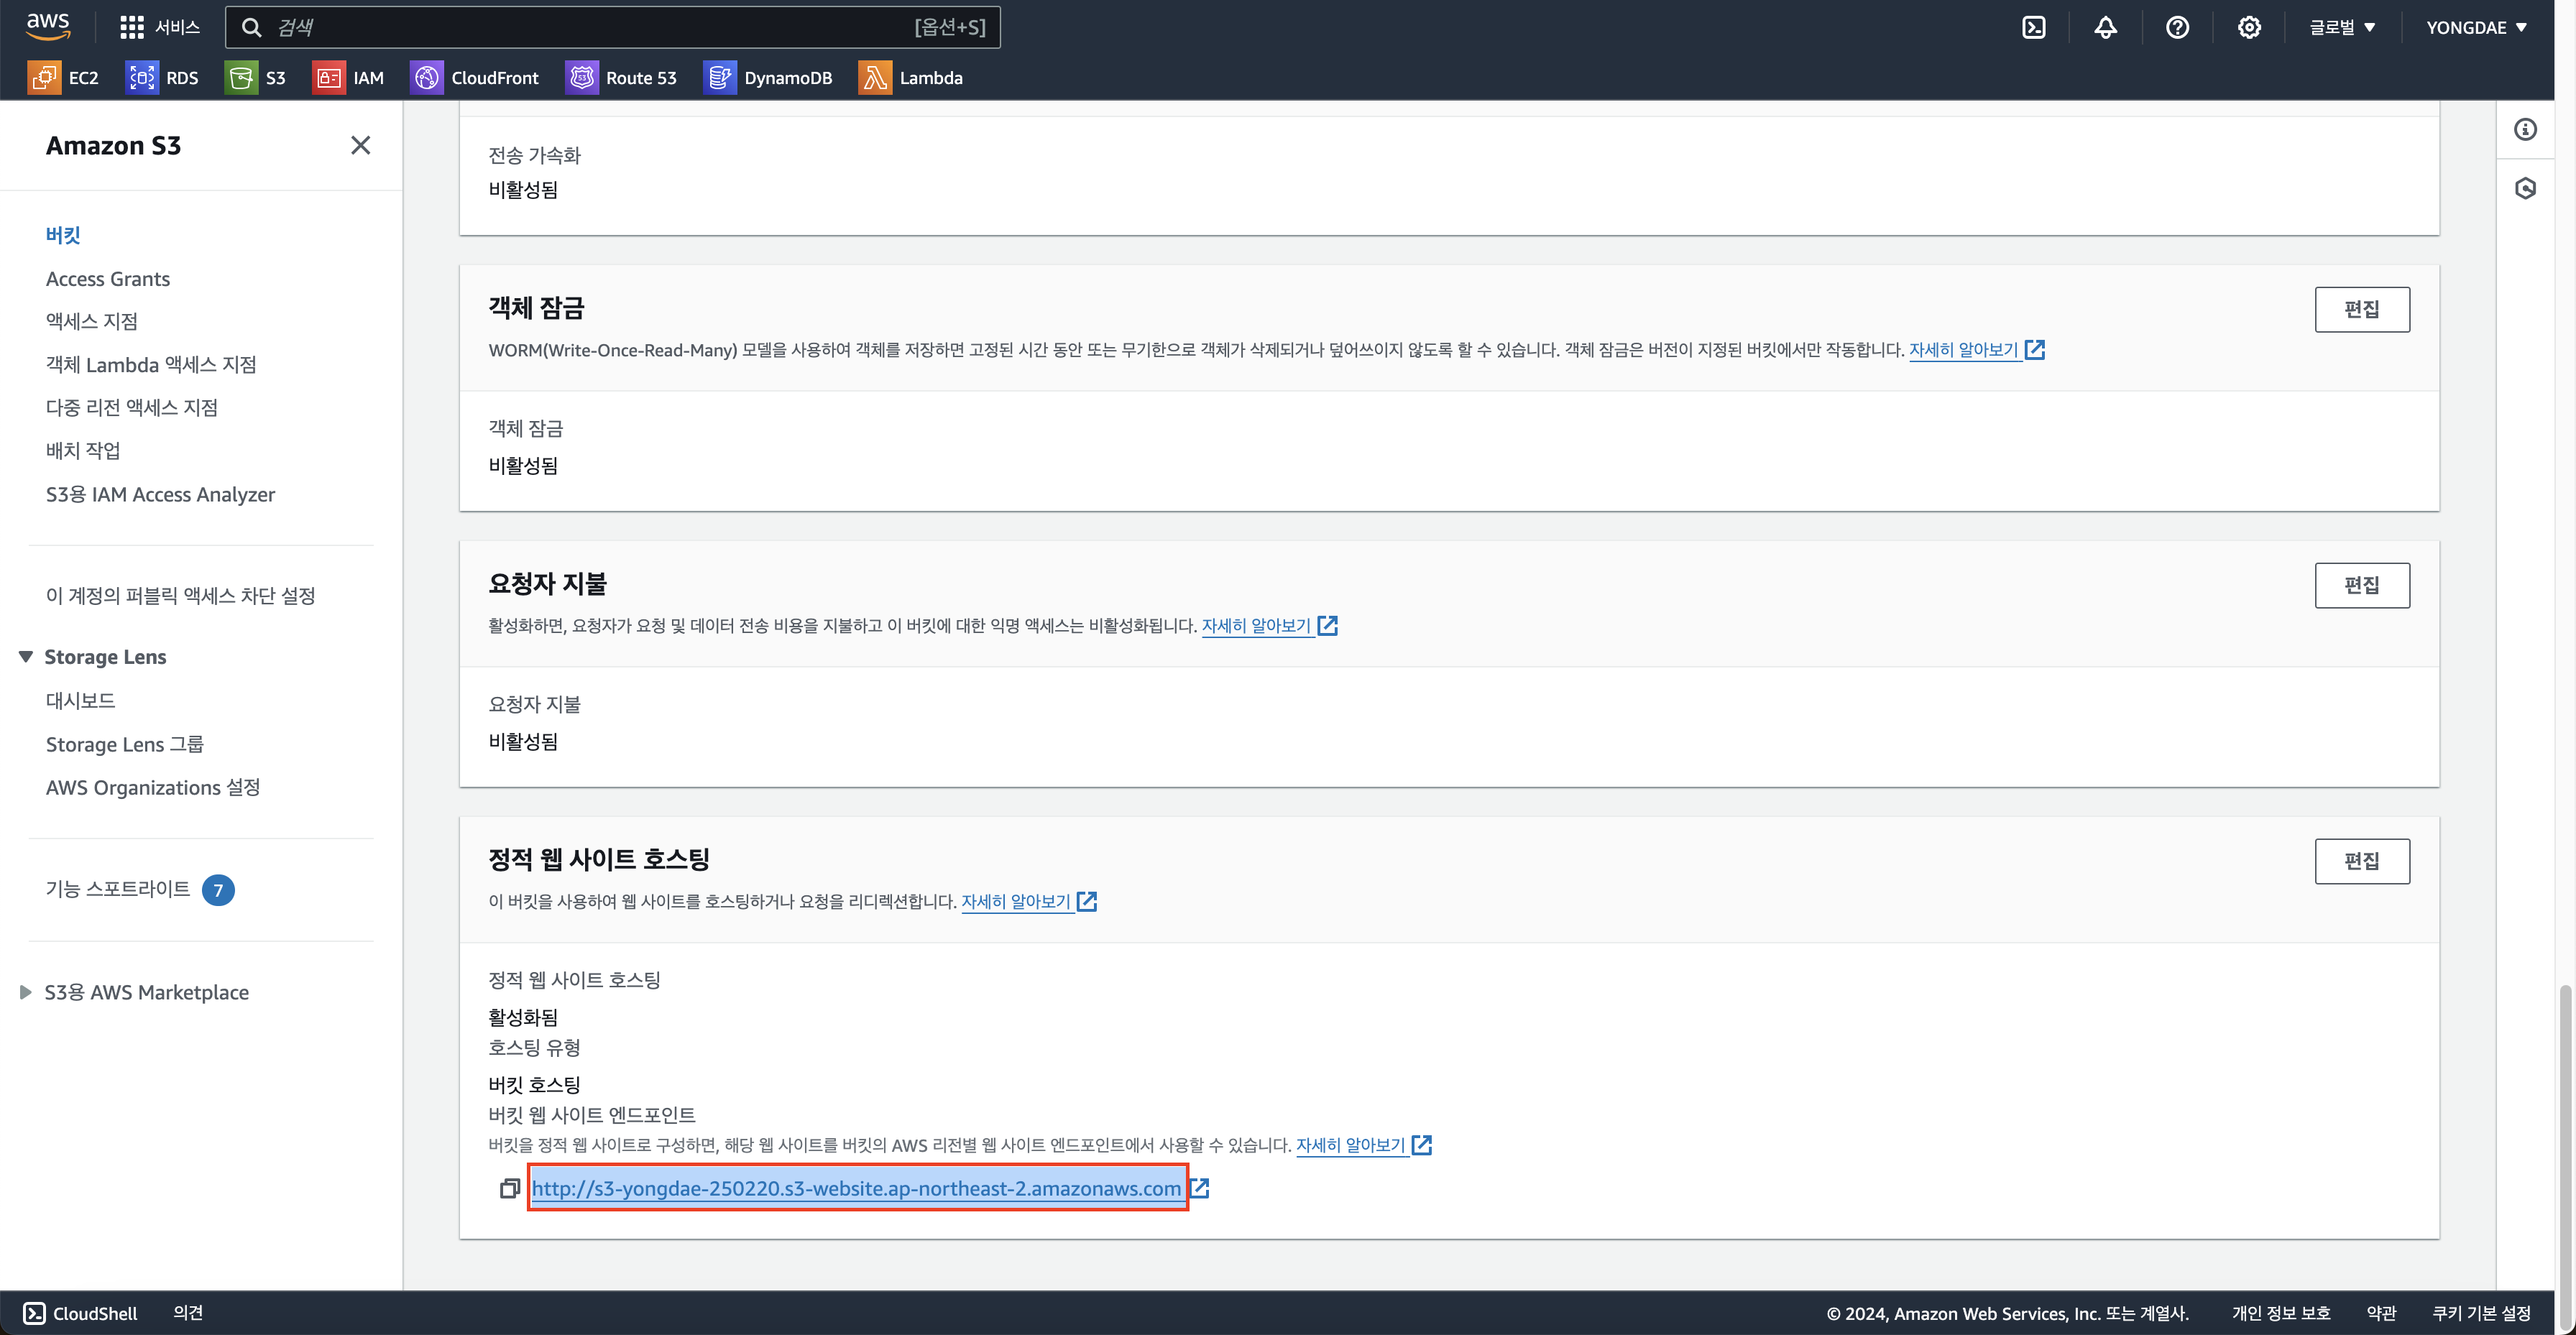 aws
서비스
검색
[옵션+S]
글로벌
YONGDAE
EC2
RDS
S3
IAM
CloudFront
Route 53
DynamoDB
Lambda
Amazon S3
버킷
Access Grants
액세스 지점
객체 Lambda 액세스 지점
다중 리전 액세스 지점
배치 작업
S3용 IAM Access Analyzer
이 계정의 퍼블릭 액세스 차단 설정
Storage Lens
대시보드
Storage Lens 그룹
AWS Organizations 설정
기능 스포트라이트 7
S3용 AWS Marketplace
전송 가속화
비활성됨
객체 잠금
편집
WORM(Write-Once-Read-Many) 모델을 사용하여 객체를 저장하면 고정된 시간 동안 또는 무기한으로 객체가 삭제되거나 덮어쓰이지 않도록 할 수 있습니다. 객체 잠금은 버전이 지정된 버킷에서만 작동합니다. 자세히 알아보기
객체 잠금
비활성됨
요청자 지불
편집
활성화하면, 요청자가 요청 및 데이터 전송 비용을 지불하고 이 버킷에 대한 익명 액세스는 비활성화됩니다. 자세히 알아보기
요청자 지불
비활성됨
정적 웹 사이트 호스팅
편집
이 버킷을 사용하여 웹 사이트를 호스팅하거나 요청을 리디렉션합니다. 자세히 알아보기
정적 웹 사이트 호스팅
활성화됨
호스팅 유형
버킷 호스팅
버킷 웹 사이트 엔드포인트
버킷을 정적 웹 사이트로 구성하면, 해당 웹 사이트를 버킷의 AWS 리전별 웹 사이트 엔드포인트에서 사용할 수 있습니다. 자세히 알아보기
http://s3-yongdae-250220.s3-website.ap-northeast-2.amazonaws.com
CloudShell
의견
© 2024, Amazon Web Services, Inc. 또는 계열사.
개인 정보 보호
약관
쿠키 기본 설정